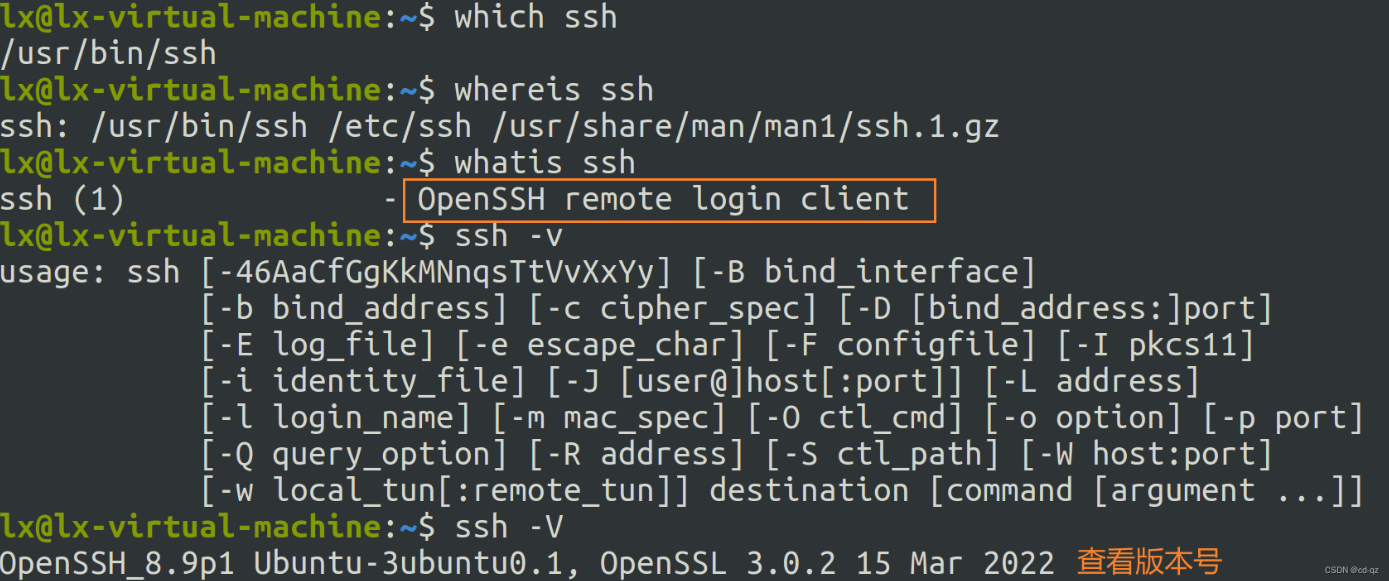 lx@lx-virtual-machine:~$ which ssh
/usr/bin/ssh
lx@lx-virtual-machine:~$ whereis ssh
ssh: /usr/bin/ssh /etc/ssh /usr/share/man/man1/ssh.1.gz
lx@lx-virtual-machine:~$ whatis ssh
ssh (1)              - OpenSSH remote login client
lx@lx-virtual-machine:~$ ssh -v
usage: ssh [-46AaCfGgKkMNnqsTtVvXxYy] [-B bind_interface]
           [-b bind_address] [-c cipher_spec] [-D [bind_address:]port]
           [-E log_file] [-e escape_char] [-F configfile] [-I pkcs11]
           [-i identity_file] [-J [user@]host[:port]] [-L address]
           [-l login_name] [-m mac_spec] [-O ctl_cmd] [-o option] [-p port]
           [-Q query_option] [-R address] [-S ctl_path] [-W host:port]
           [-w local_tun[:remote_tun]] destination [command [argument ...]]
lx@lx-virtual-machine:~$ ssh -V
OpenSSH_8.9p1 Ubuntu-3ubuntu0.1, OpenSSL 3.0.2 15 Mar 2022 查看版本号
CSDN @cd-qz